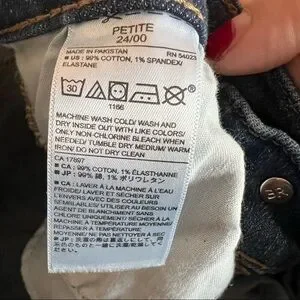 PETITE
24/00
MADE IN PAKISTAN RN 54023
■ US: 99% COTTON, 1% SPANDEX/
ELASTANE
30
1166
MACHINE WASH COLD/ WASH AND
DRY INSIDE OUT WITH LIKE COLORS/
ONLY NON-CHLORINE BLEACH WHEN
NEEDED/TUMBLE DRY MEDIUM/ WARM
IRON/ DO NOT DRY CLEAN
CA 17897
■ CA: 99% COTON, 1% ÉLASTHANNE
■ JP: 99% 綿, 1% ポリウレタン
■ CA: LAVER À LA MACHINE À L'EAU
FROIDE/ LAVER ET SÉCHER SUR
L'ENVERS AVEC DES COULEURS
SEMBLABLES/ UTILISER AU BESOIN UN
AGENT DE BLANCHIMENT SANS
CHLORE UNIQUEMENT/ SÉCHER À LA
MACHINE À TEMPÉRATURE MOYENNE/
REPASSER À TEMPÉRATURE
MOYENNE/ NE PAS NETTOYER À SEC
■ JP: